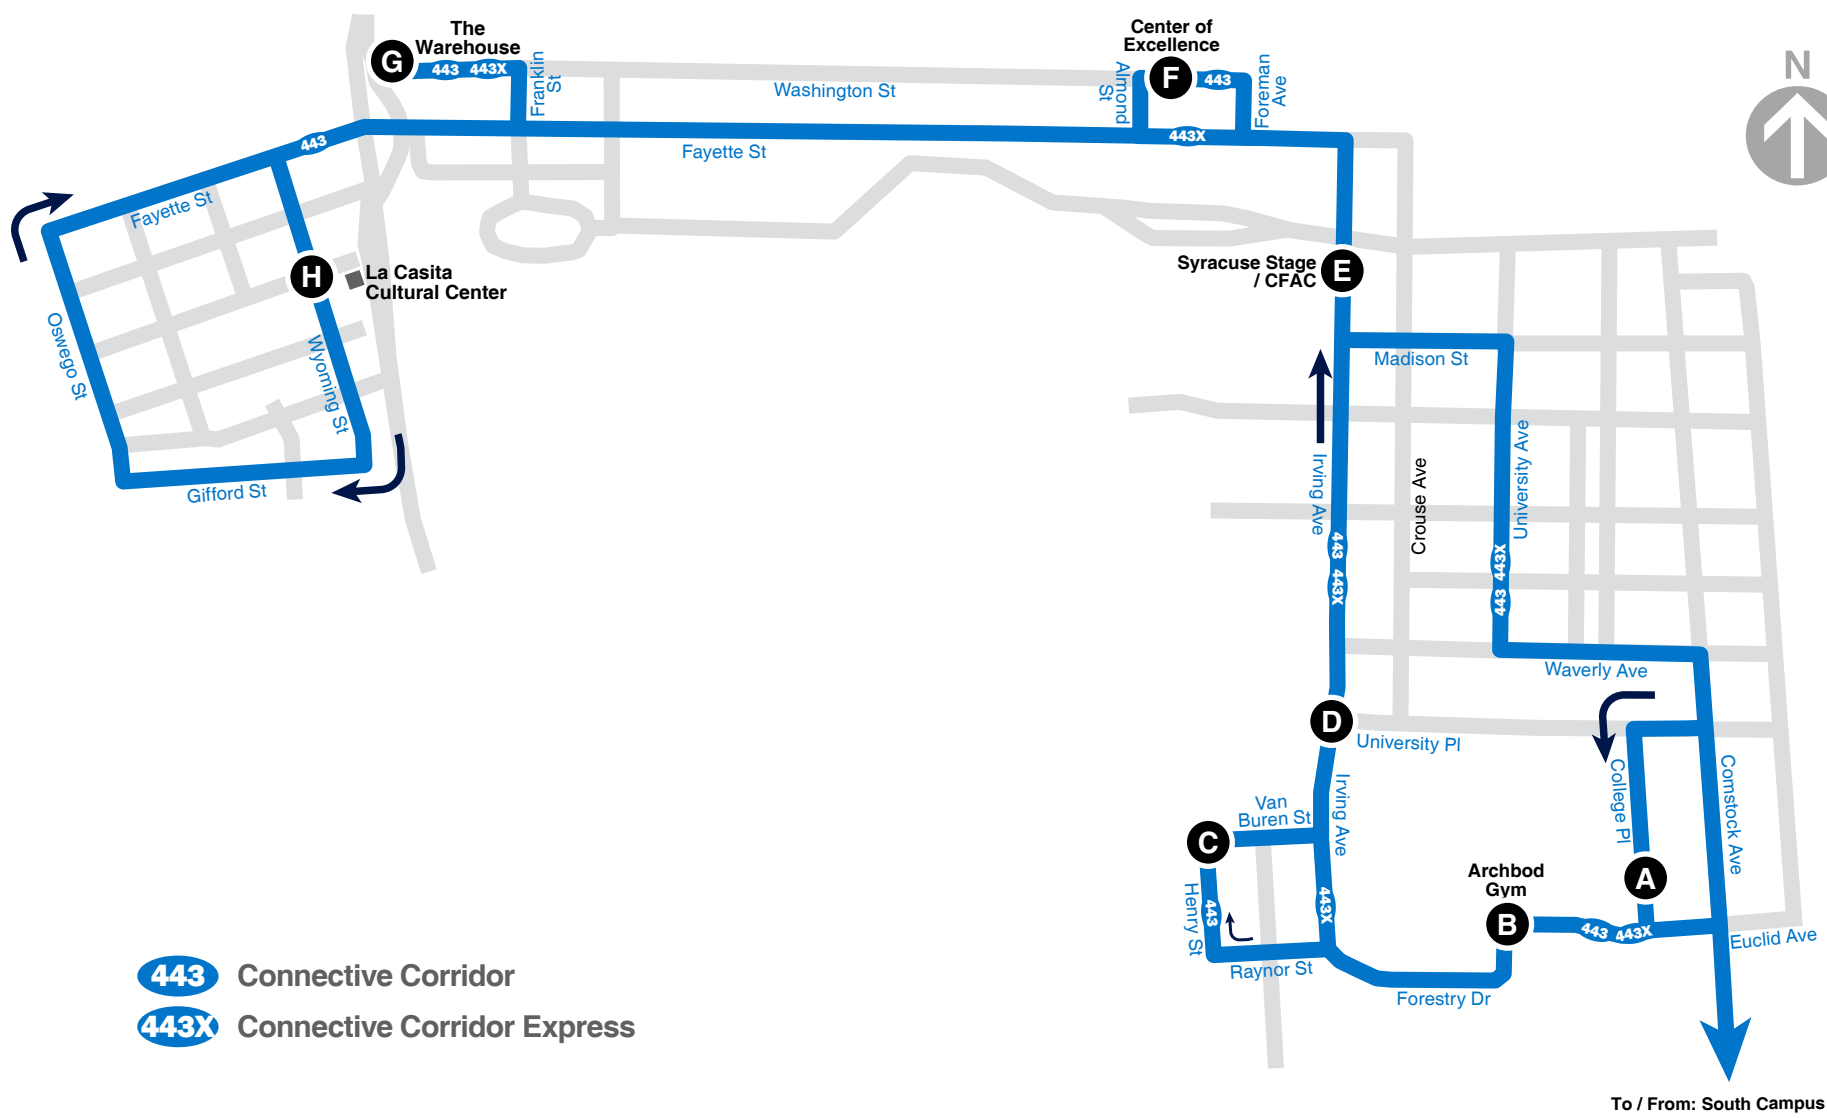 The
Warehouse
G
443 443X
Franklin
St
Washington St
Center of
Excellence
Almond
St
F
443
Foreman
Ave
N
443
443X
Fayette St
Fayette St
H
La Casita
Cultural Center
Syracuse Stage
/ CFAC
E
Oswego St
Wyoming St
Madison St
Gifford St
Irving Ave
Crouse Ave
University Ave
443 443X
443 443X
Waverly Ave
D
University Pl
College Pl
Comstock Ave
Van
Buren St
Irving Ave
C
Henry St
443
443X
Raynor St
Archbod
Gym
A
B
443 443X
Euclid Ave
Forestry Dr
443 Connective Corridor
443X Connective Corridor Express
To / From: South Campus